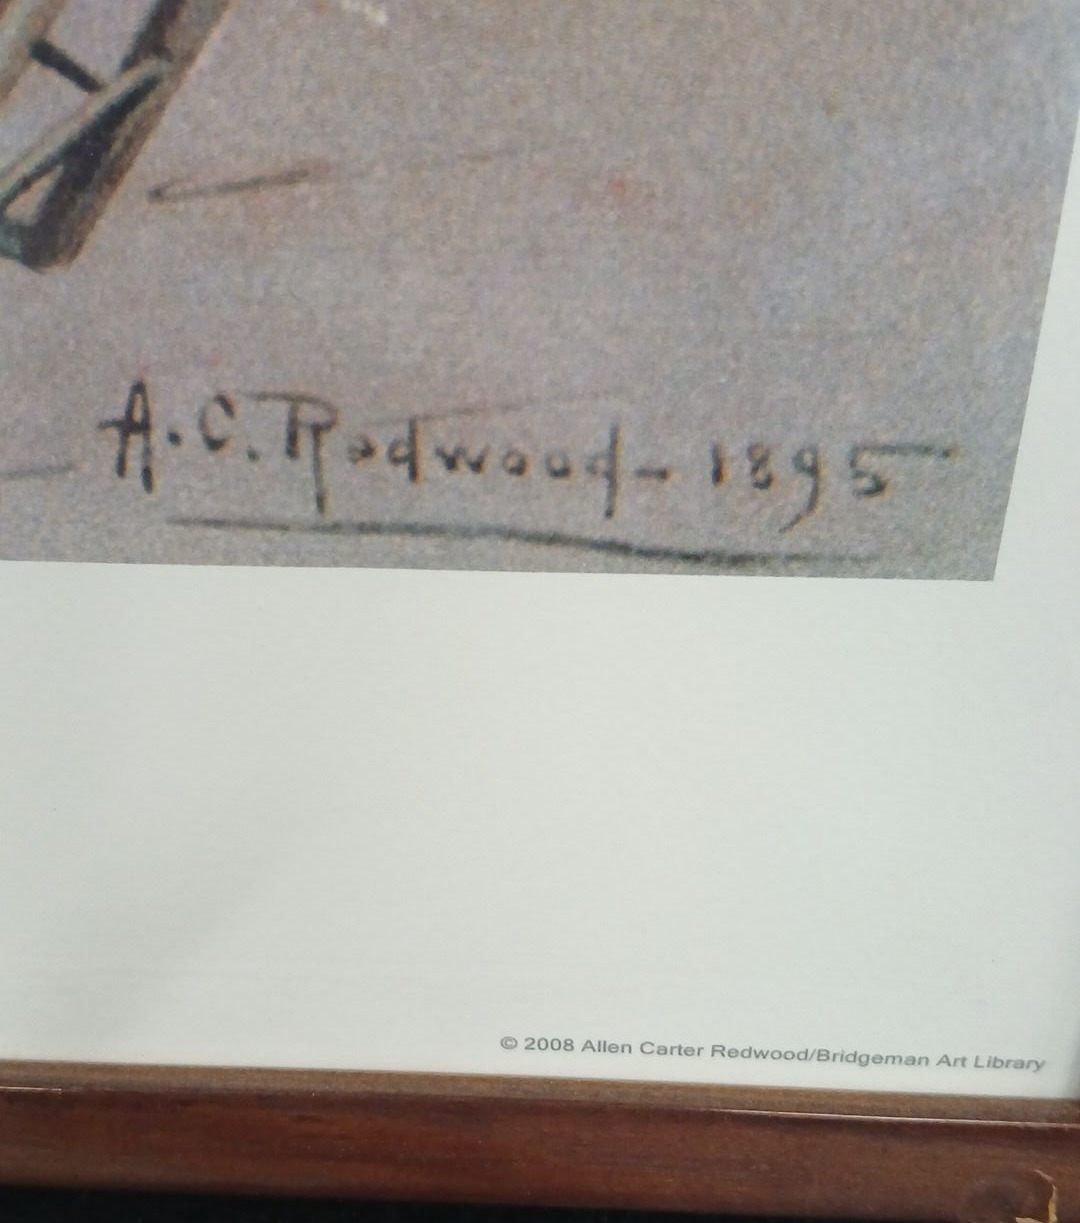 A. C. Redwood - 1895
© 2008 Allen Carter Redwood/Bridgeman Art Library